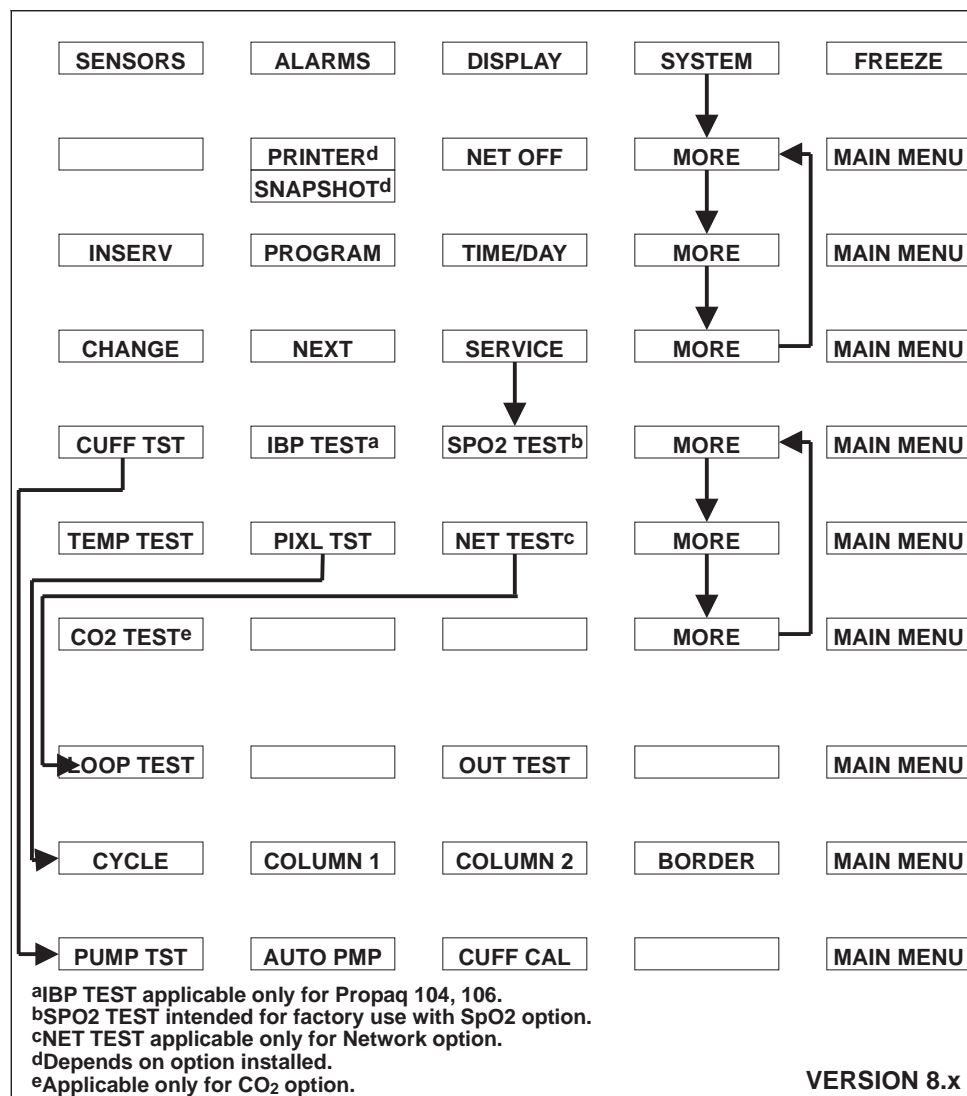 SENSORS ALARMS DISPLAY SYSTEM FREEZE
PRINTERd NET OFF MORE MAIN MENU
SNAPSHOTd
INSERV PROGRAM TIME/DAY MORE MAIN MENU
CHANGE NEXT SERVICE MORE MAIN MENU
CUFF TST IBP TESTa SPO2 TESTb MORE MAIN MENU
TEMP TEST PIXL TST NET TESTc MORE MAIN MENU
CO2 TESTe MORE MAIN MENU
LOOP TEST OUT TEST MAIN MENU
CYCLE COLUMN 1 COLUMN 2 BORDER MAIN MENU
PUMP TST AUTO PMP CUFF CAL MAIN MENU
aIBP TEST applicable only for Propaq 104, 106.
bSPO2 TEST intended for factory use with SpO2 option.
cNET TEST applicable only for Network option.
dDepends on option installed.
eApplicable only for CO2 option.
VERSION 8.x